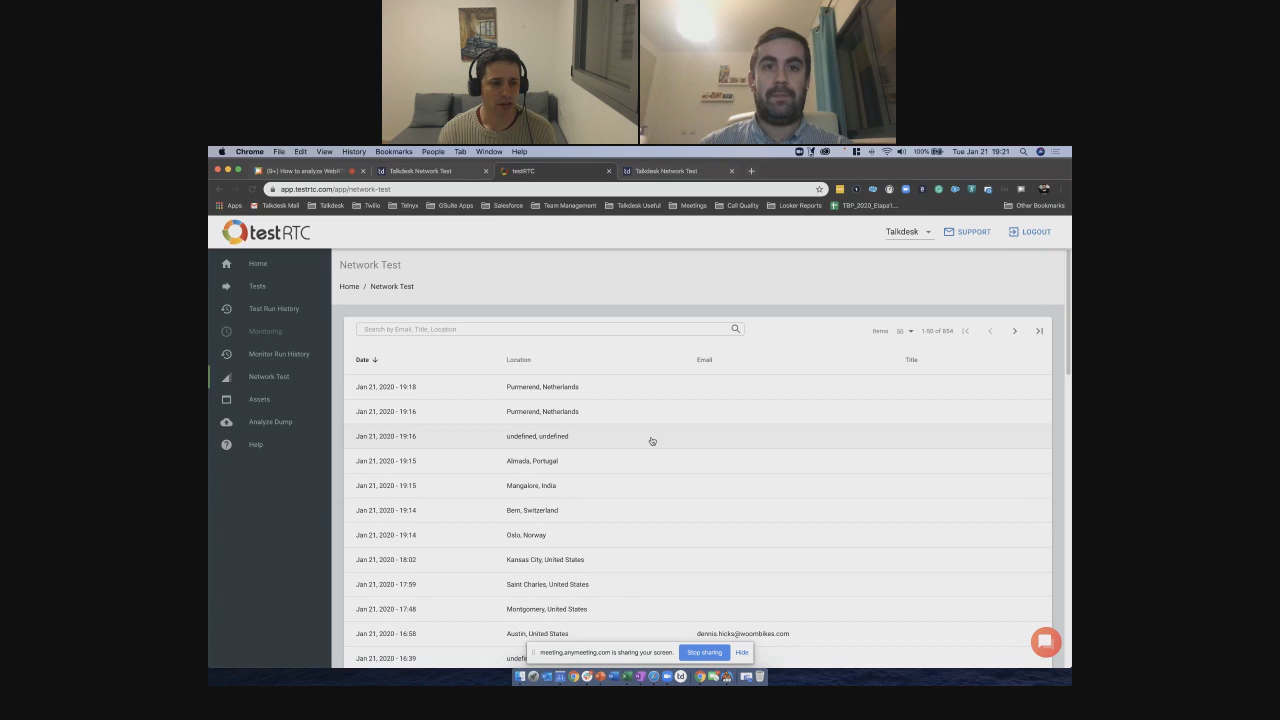 Chrome File Edit View History Bookmarks People Tab Window Help 100% Tue Jan 21 19:21
(9+) How to analyze WebR Talkdesk Network Test testRTC Talkdesk Network Test
app.testrtc.com/app/network-test
Apps Talkdesk Mail Talkdesk Twilio Telnyx GSuite Apps Salesforce Team Management Talkdesk Useful Meetings Call Quality Looker Reports TBP_2020_Etapa1.... Other Bookmarks
testRTC Talkdesk SUPPORT LOGOUT
Home
Tests
Test Run History
Monitoring
Monitor Run History
Network Test
Assets
Analyze Dump
Help
Network Test
Home / Network Test
Search by Email, Title, Location Items 50 1-50 of 854
Date Location Email Title
Jan 21, 2020 - 19:18 Purmerend, Netherlands
Jan 21, 2020 - 19:16 Purmerend, Netherlands
Jan 21, 2020 - 19:16 undefined, undefined
Jan 21, 2020 - 19:15 Almada, Portugal
Jan 21, 2020 - 19:15 Mangalore, India
Jan 21, 2020 - 19:14 Bern, Switzerland
Jan 21, 2020 - 19:14 Oslo, Norway
Jan 21, 2020 - 18:02 Kansas City, United States
Jan 21, 2020 - 17:59 Saint Charles, United States
Jan 21, 2020 - 17:48 Montgomery, United States
Jan 21, 2020 - 16:58 Austin, United States dennis.hicks@woombikes.com
Jan 21, 2020 - 16:39 undefi
meeting.anymeeting.com is sharing your screen. Stop sharing Hide
td